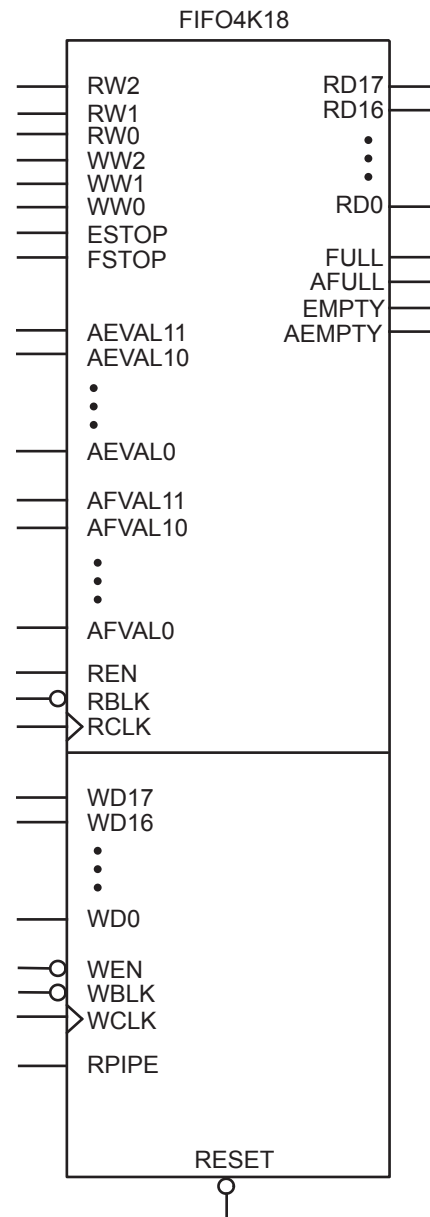 FIFO4K18
RW2
RW1
RW0
WW2
WW1
WW0
ESTOP
FSTOP
AEVAL11
AEVAL10
AEVAL0
AFVAL11
AFVAL10
AFVAL0
REN
RBLK
RCLK
RD17
RD16
RD0
FULL
AFULL
EMPTY
AEMPTY
WD17
WD16
WD0
WEN
WBLK
WCLK
RPIPE
RESET